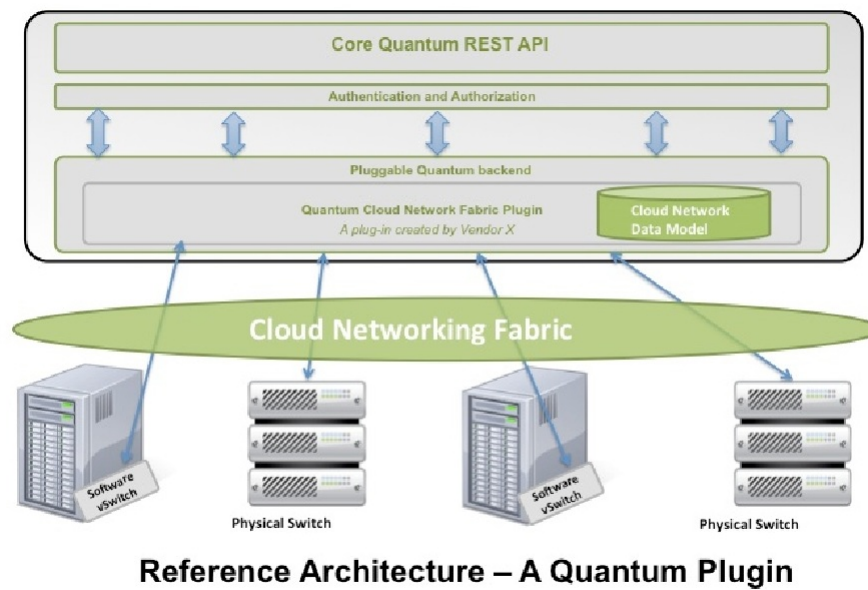 Core Quantum REST API
Authentication and Authorization
Pluggable Quantum backend
Quantum Cloud Network Fabric Plugin
A plug-in created by Vendor X
Cloud Network
Data Model
Cloud Networking Fabric
Software
vSwitch
Physical Switch
Software
vSwitch
Physical Switch
Reference Architecture – A Quantum Plugin